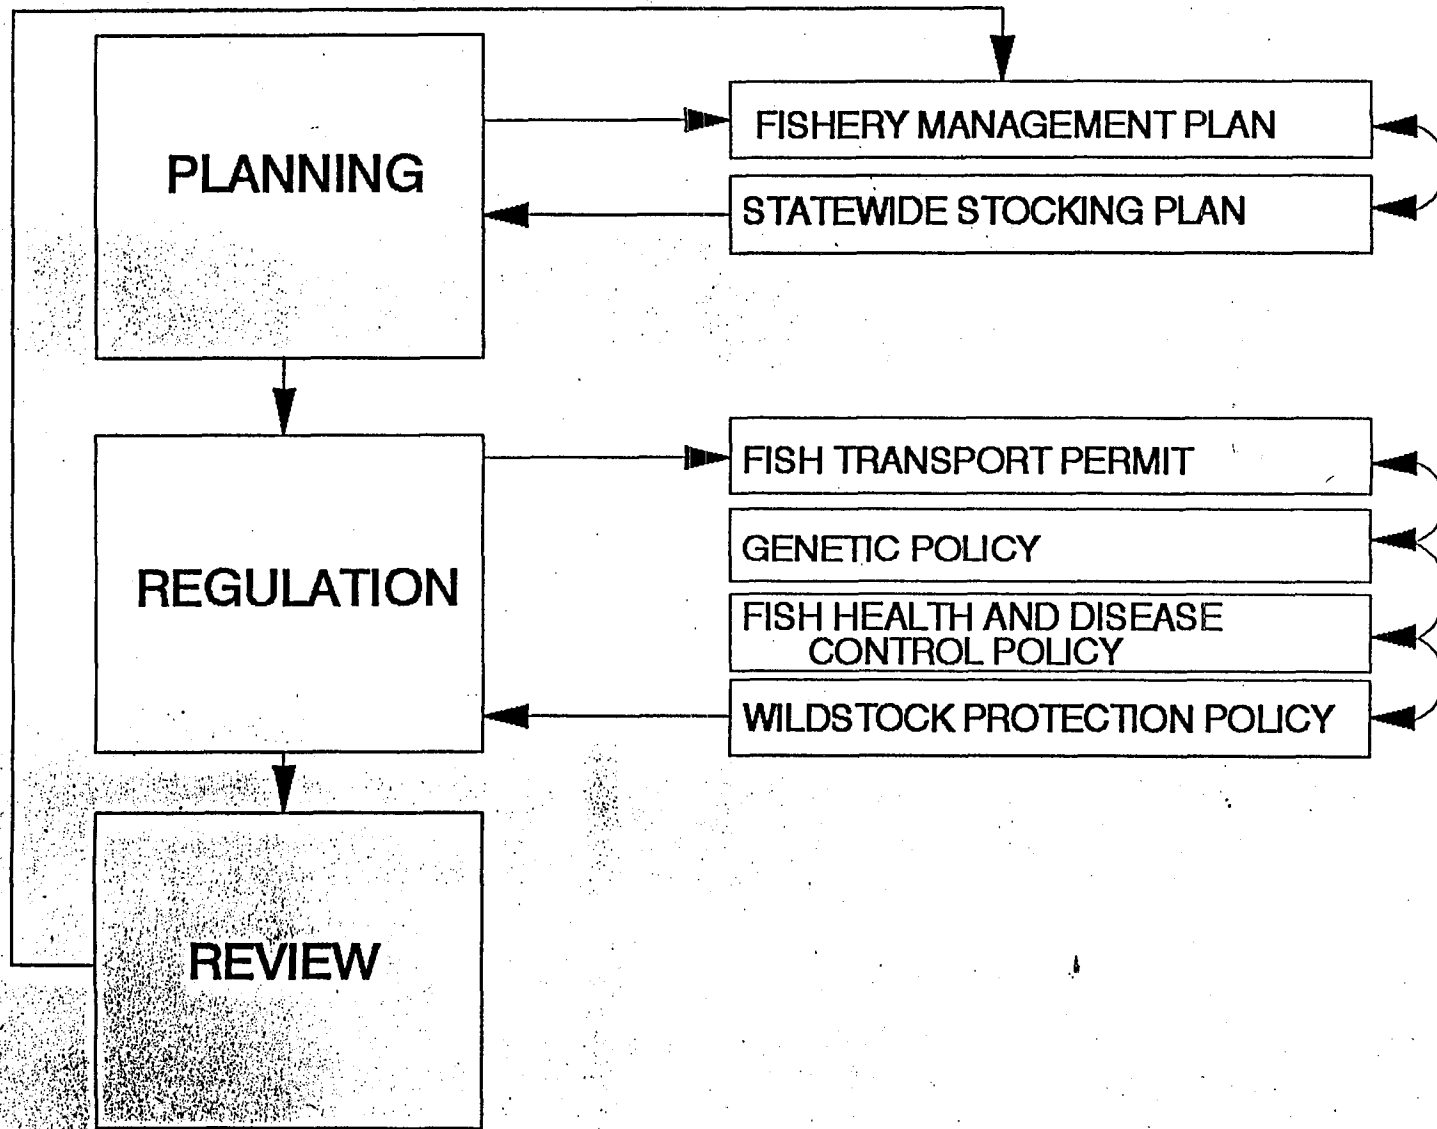 PLANNING
FISHERY MANAGEMENT PLAN
STATEWIDE STOCKING PLAN
REGULATION
FISH TRANSPORT PERMIT
GENETIC POLICY
FISH HEALTH AND DISEASE
CONTROL POLICY
WILDSTOCK PROTECTION POLICY
REVIEW